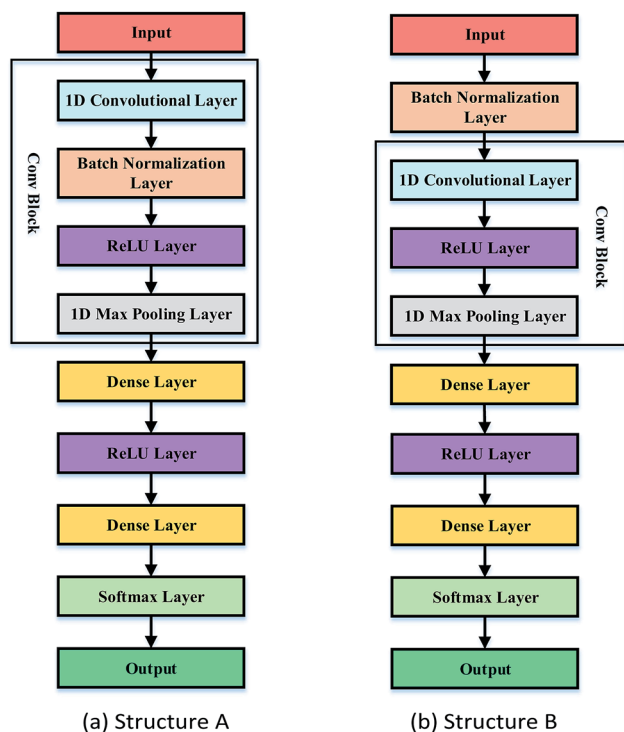 Input
1D Convolutional Layer
Batch Normalization
Layer
ReLU Layer
1D Max Pooling Layer
Conv Block
Dense Layer
ReLU Layer
Dense Layer
Softmax Layer
Output
(a) Structure A
Input
Batch Normalization
Layer
1D Convolutional Layer
ReLU Layer
1D Max Pooling Layer
Conv Block
Dense Layer
ReLU Layer
Dense Layer
Softmax Layer
Output
(b) Structure B